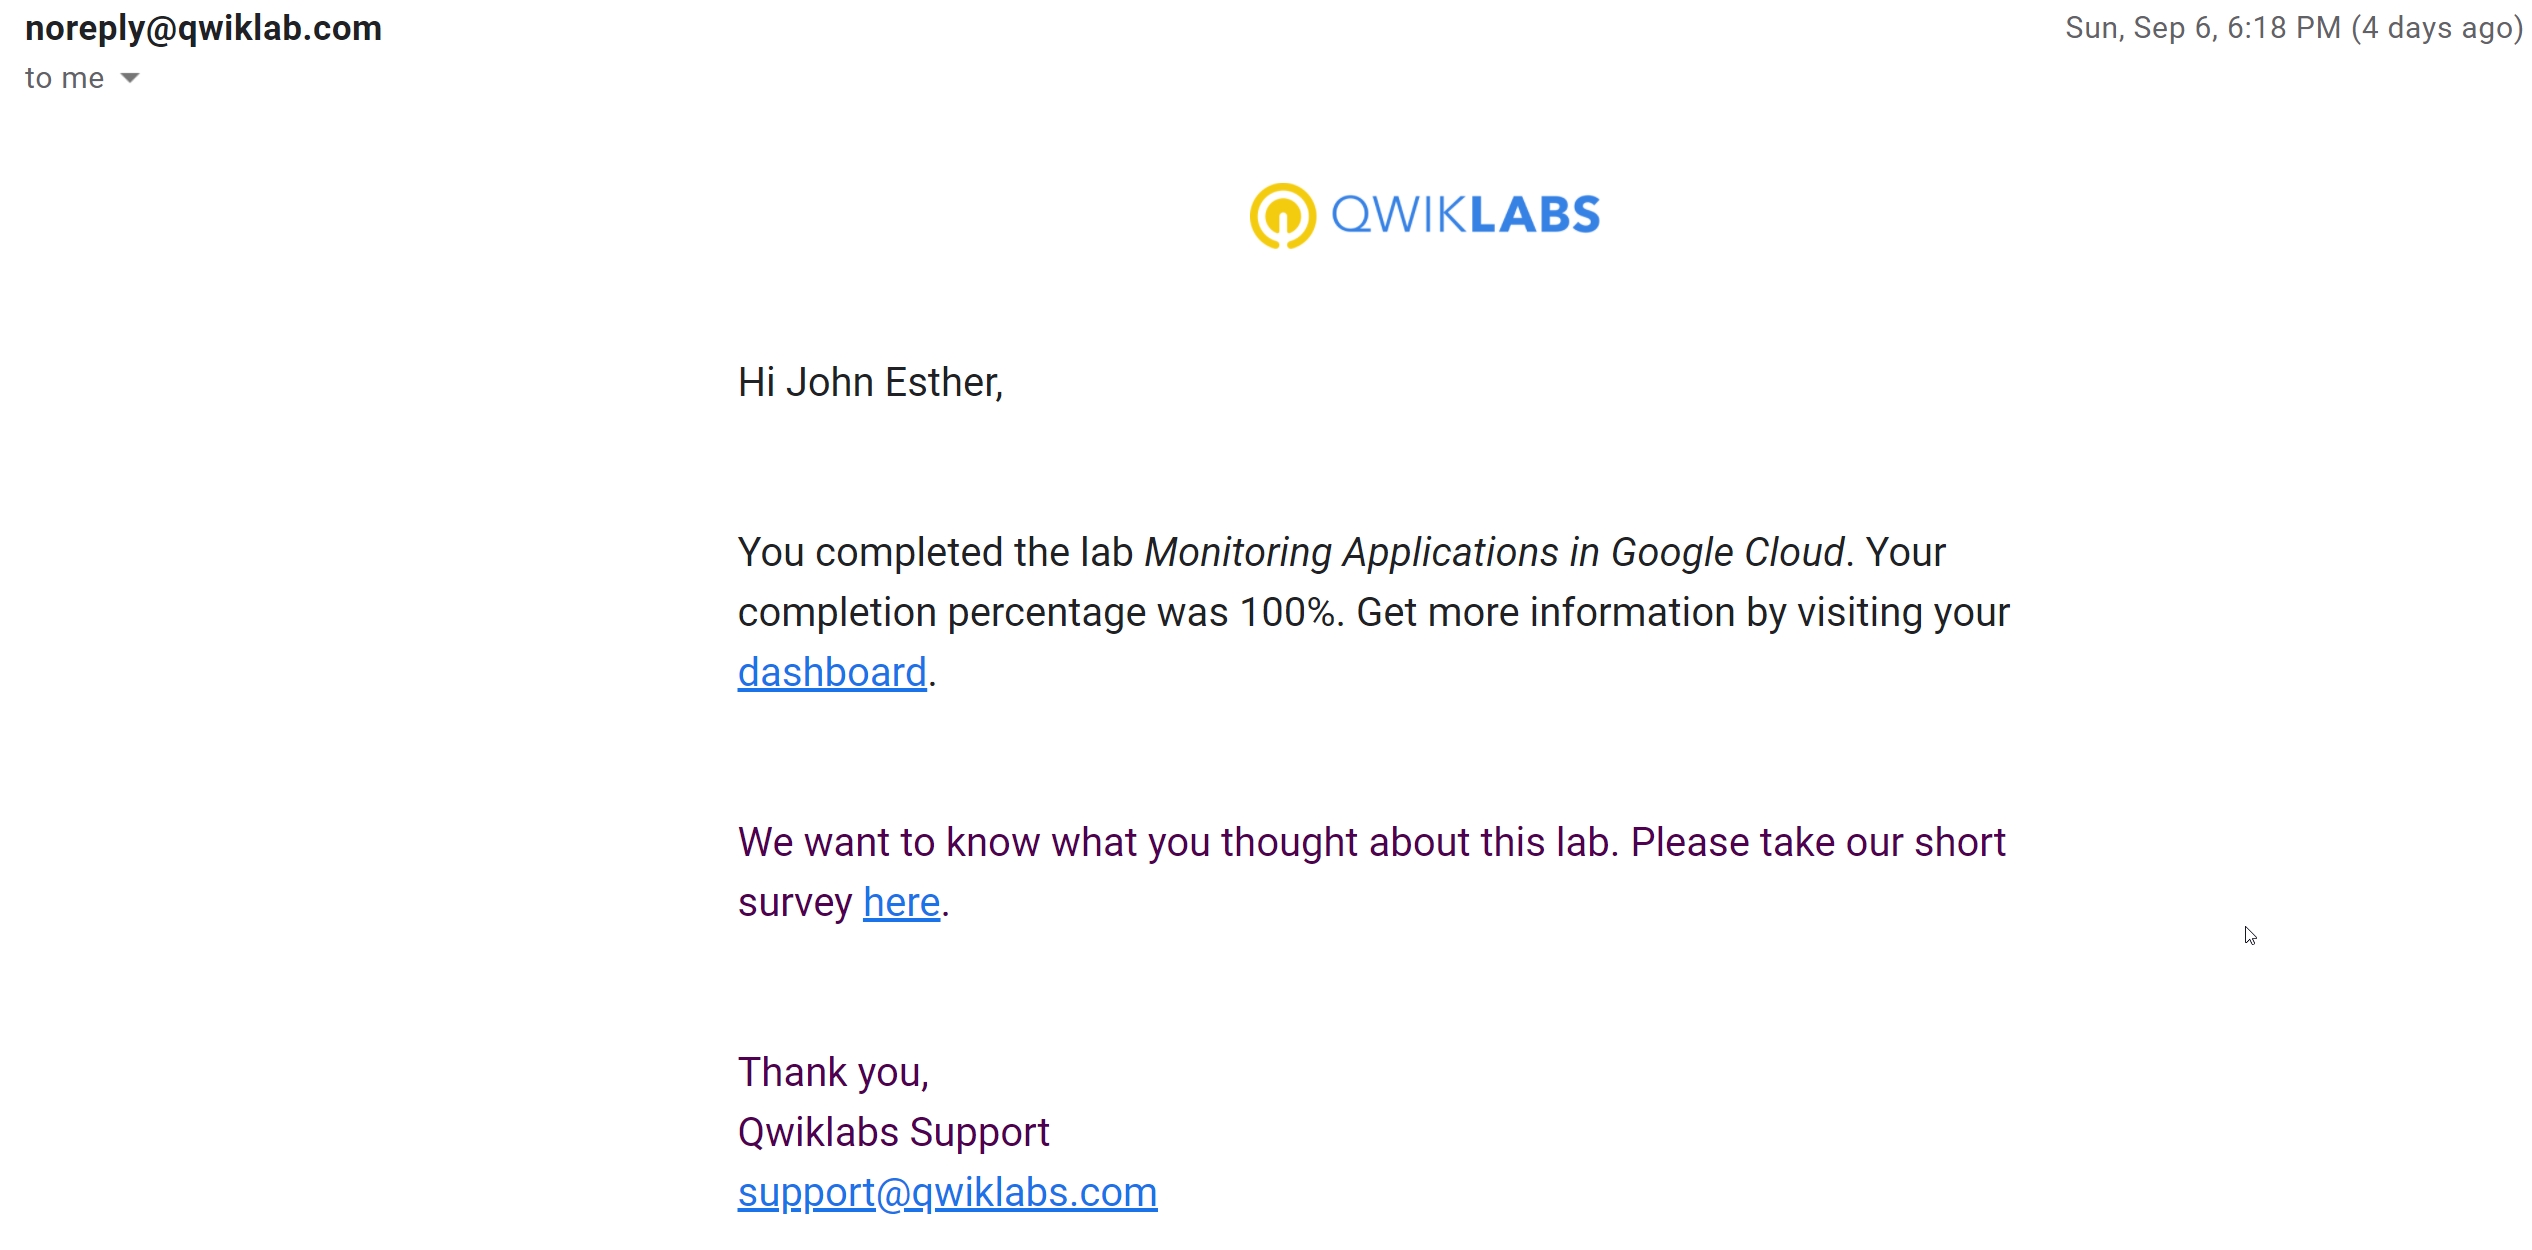 noreply@qwiklab.com
Sun, Sep 6, 6:18 PM (4 days ago)
to me
QWIKLABS
Hi John Esther,
You completed the lab Monitoring Applications in Google Cloud. Your
completion percentage was 100%. Get more information by visiting your
dashboard.
We want to know what you thought about this lab. Please take our short
survey here.
Thank you,
Qwiklabs Support
support@qwiklabs.com